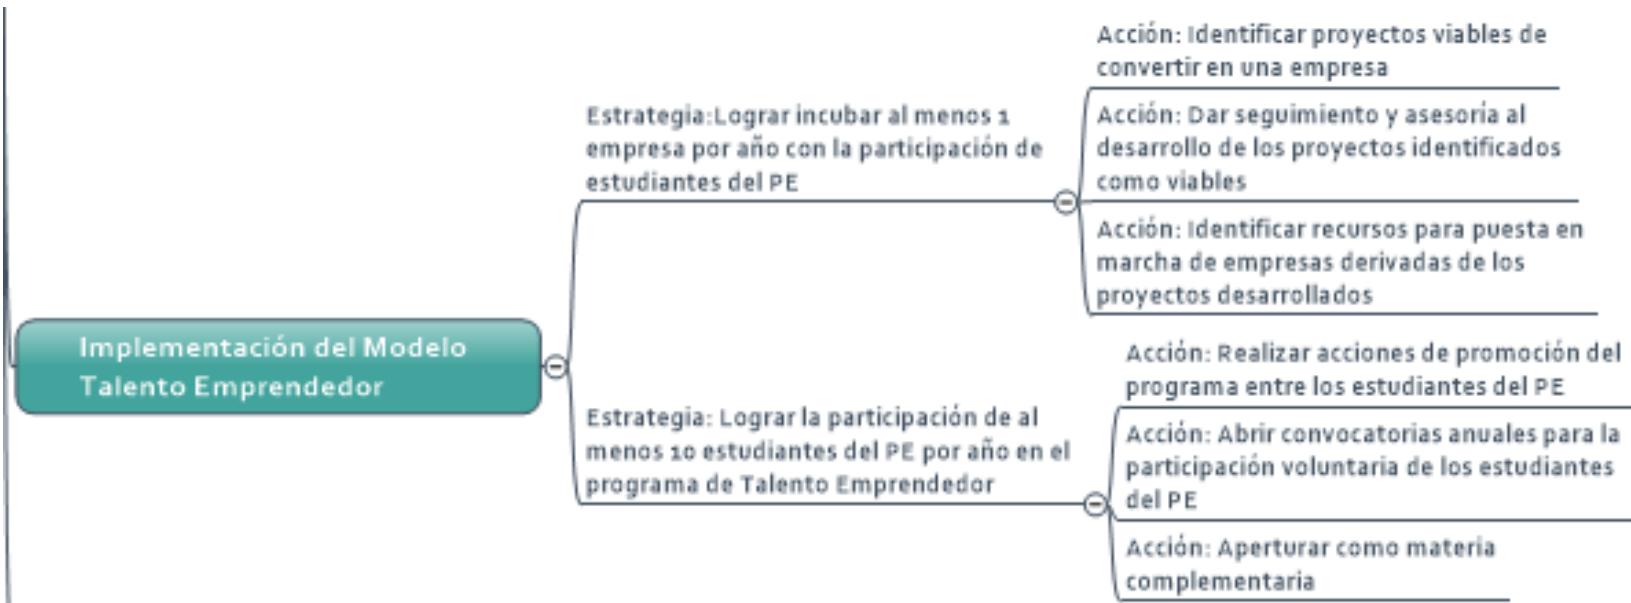 Implementación del Modelo
Talento Emprendedor
Estrategia:Lograr incubar al menos 1
empresa por año con la participación de
estudiantes del PE
Acción: Identificar proyectos viables de
convertir en una empresa
Acción: Dar seguimiento y asesoría al
desarrollo de los proyectos identificados
como viables
Acción: Identificar recursos para puesta en
marcha de empresas derivadas de los
proyectos desarrollados
Estrategia: Lograr la participación de al
menos 10 estudiantes del PE por año en el
programa de Talento Emprendedor
Acción: Realizar acciones de promoción del
programa entre los estudiantes del PE
Acción: Abrir convocatorias anuales para la
participación voluntaria de los estudiantes
del PE
Acción: Aperturar como materia
complementaria